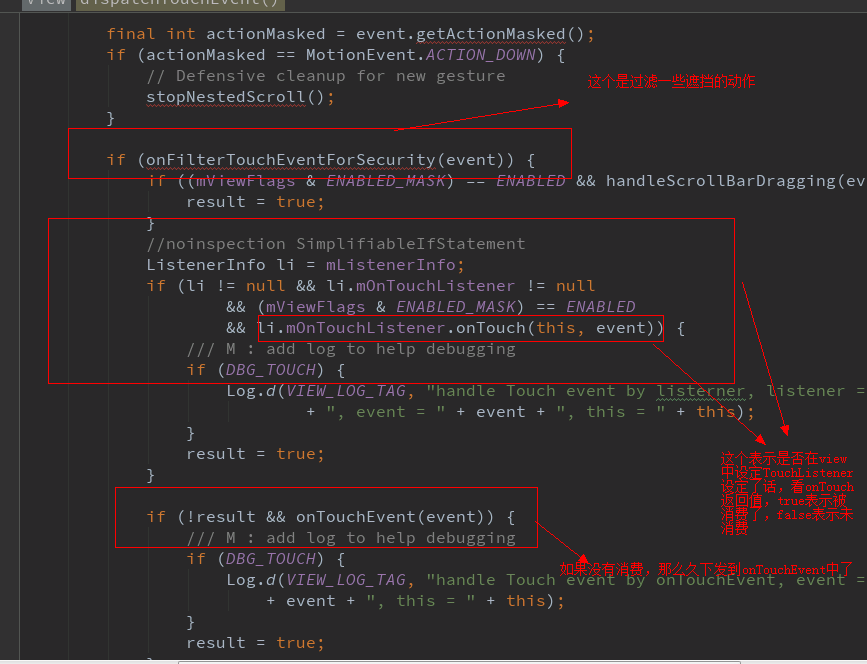 View dispatchTouchEvent()
final int actionMasked = event.getActionMasked();
if (actionMasked == MotionEvent.ACTION_DOWN) {
// Defensive cleanup for new gesture
这个是过滤一些遮挡的动作
stopNestedScroll();
}
if (onFilterTouchEventForSecurity(event)) {
if ((mViewFlags & ENABLED_MASK) == ENABLED && handleScrollBarDragging(ev
result = true;
}
//noinspection SimplifiableIfStatement
ListenerInfo li = mListenerInfo;
if (li != null && li.mOnTouchListener != null
&& (mViewFlags & ENABLED_MASK) == ENABLED
&& li.mOnTouchListener.onTouch(this, event)) {
/// M : add log to help debugging
if (DBG_TOUCH) {
Log.d(VIEW_LOG_TAG, "handle Touch event by listerner, listener =
+ ", event = " + event + ", this = " + this);
}
result = true;
}
这个表示是否在view
中设定TouchListener
设定了话，看onTouch
返回值，true表示被
消费了，false表示未
消费
if (!result && onTouchEvent(event)) {
/// M : add log to help debugging
if (DBG_TOUCH) {
如果没有消费，那么久下发到onTouchEvent中了
Log.d(VIEW_LOG_TAG, "handle Touch event by onTouchEvent, event =
+ event + ", this = " + this);
}
result = true;